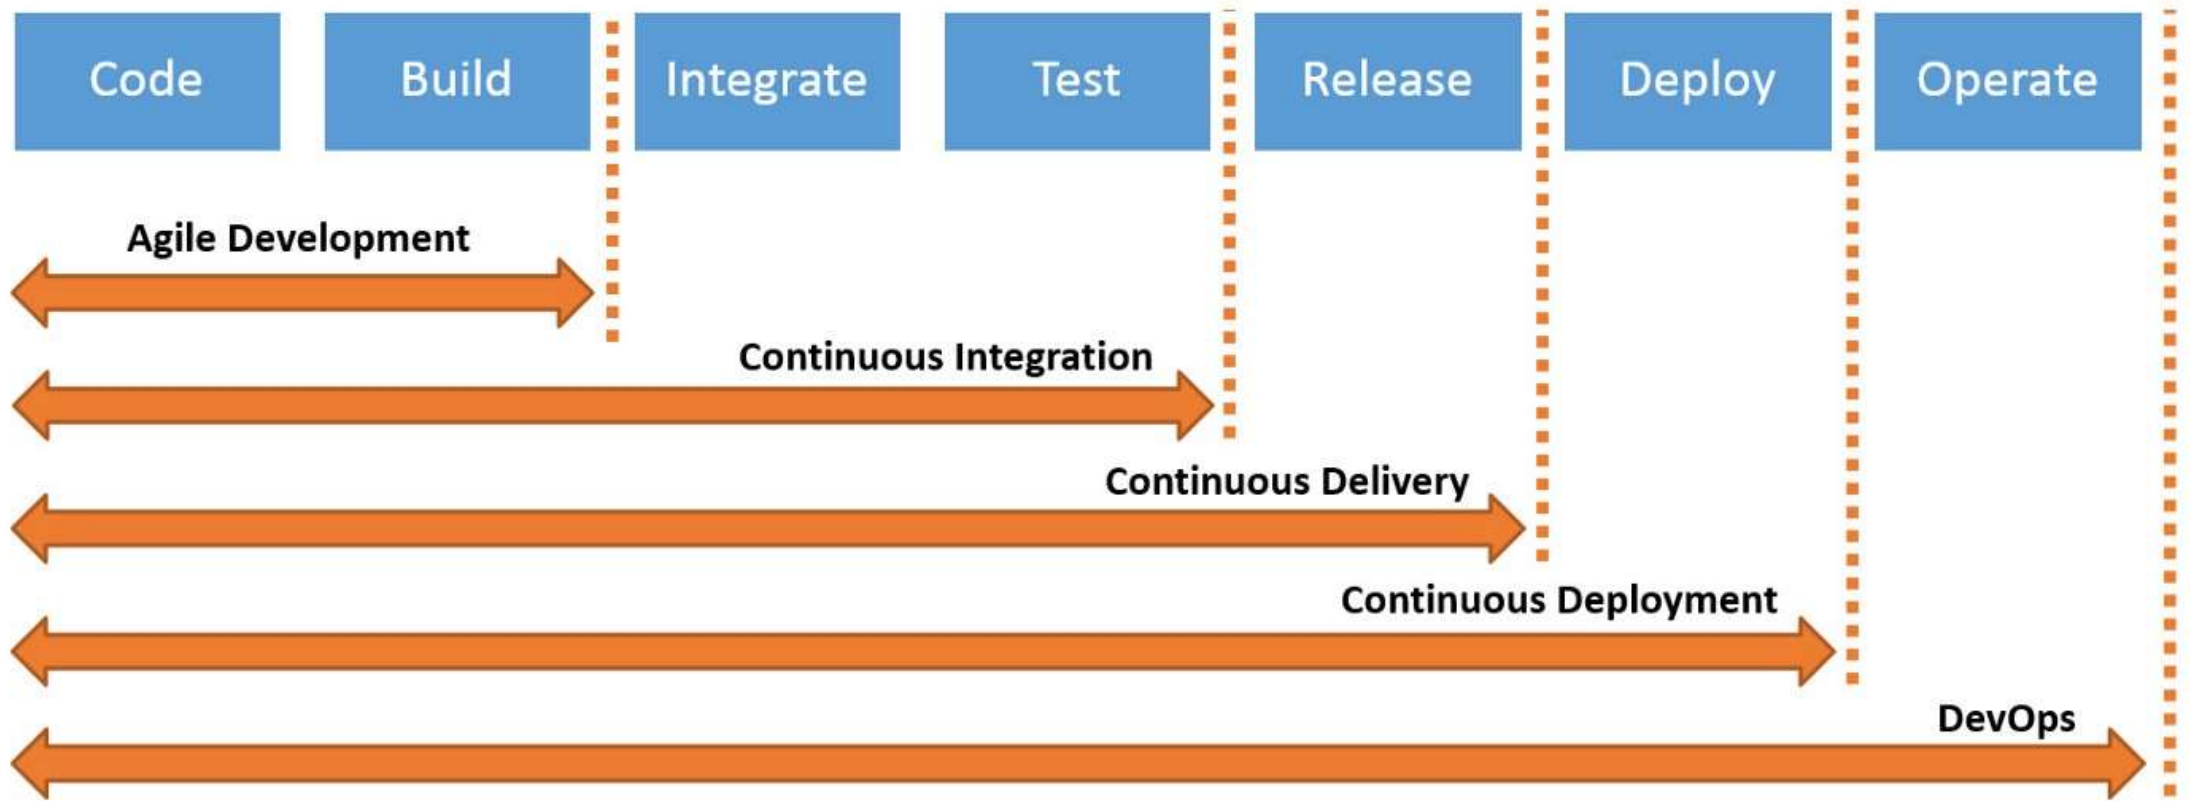 Code
Build
Integrate
Test
Release
Deploy
Operate
Agile Development
Continuous Integration
Continuous Delivery
Continuous Deployment
DevOps